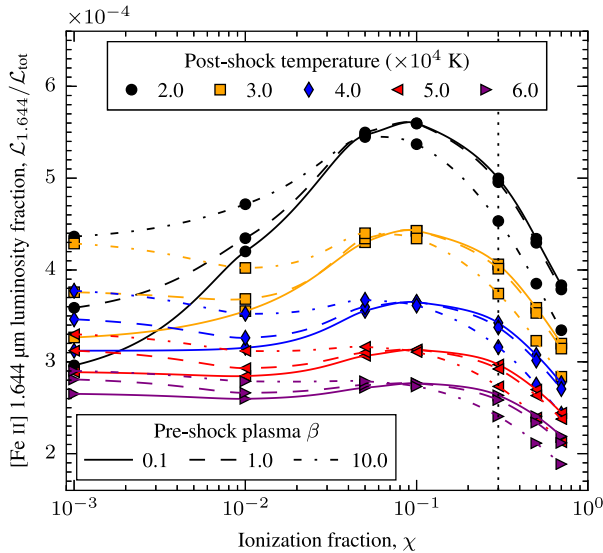 ×10⁻⁴
[Fe II] 1.644 μm luminosity fraction, ℒ₁.₆₄₄/ℒₜₒₜ
6
5
4
3
2
Post-shock temperature (×10⁴ K)
2.0 3.0 4.0 5.0 6.0
Pre-shock plasma β
0.1 1.0 10.0
10⁻³ 10⁻² 10⁻¹ 10⁰
Ionization fraction, χ